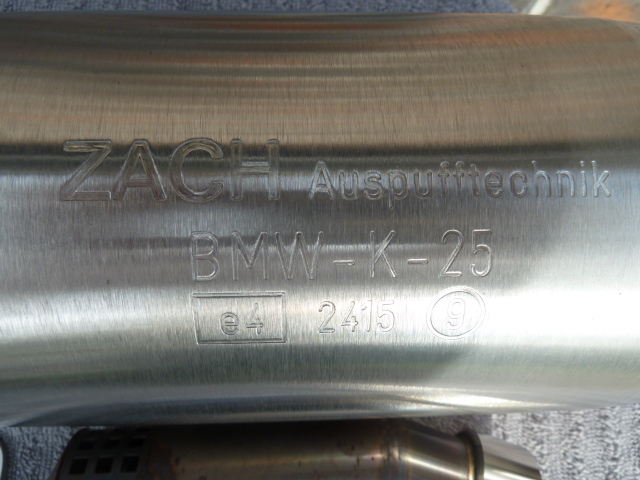 ZACH Auspufftechnik
BMW-K-25
e4 2415 9